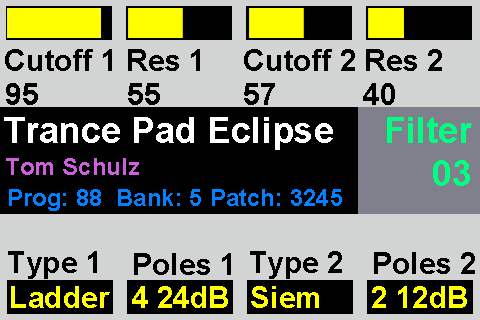 Cutoff 1 Res 1 Cutoff 2 Res 2
95 55 57 40
Trance Pad Eclipse Filter
Tom Schulz 03
Prog: 88 Bank: 5 Patch: 3245
Type 1 Poles 1 Type 2 Poles 2
Ladder 4 24dB Siem 2 12dB